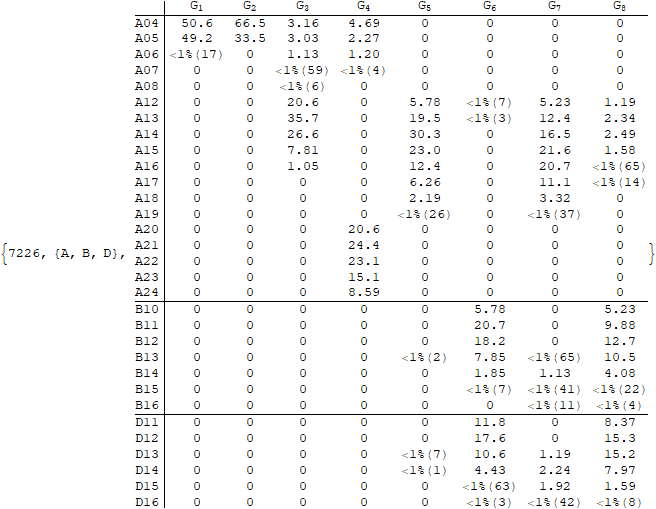 G1 G2 G3 G4 G5 G6 G7 G8
A04 50.6 66.5 3.16 4.69 0 0 0 0
A05 49.2 33.5 3.03 2.27 0 0 0 0
A06 <1%(17) 0 1.13 1.20 0 0 0 0
A07 0 0 <1%(59) <1%(4) 0 0 0 0
A08 0 0 <1%(6) 0 0 0 0 0
A12 0 0 20.6 0 5.78 <1%(7) 5.23 1.19
A13 0 0 35.7 0 19.5 <1%(3) 12.4 2.34
A14 0 0 26.6 0 30.3 0 16.5 2.49
A15 0 0 7.81 0 23.0 0 21.6 1.58
A16 0 0 1.05 0 12.4 0 20.7 <1%(65)
A17 0 0 0 0 6.26 0 11.1 <1%(14)
A18 0 0 0 0 2.19 0 3.32 0
A19 0 0 0 0 <1%(26) 0 <1%(37) 0
A20 0 0 0 20.6 0 0 0 0
{7226, {A, B, D}, A21 0 0 0 24.4 0 0 0 0 }
A22 0 0 0 23.1 0 0 0 0
A23 0 0 0 15.1 0 0 0 0
A24 0 0 0 8.59 0 0 0 0
B10 0 0 0 0 0 5.78 0 5.23
B11 0 0 0 0 0 20.7 0 9.88
B12 0 0 0 0 0 18.2 0 12.7
B13 0 0 0 0 <1%(2) 7.85 <1%(65) 10.5
B14 0 0 0 0 0 1.85 1.13 4.08
B15 0 0 0 0 0 <1%(7) <1%(41) <1%(22)
B16 0 0 0 0 0 0 <1%(11) <1%(4)
D11 0 0 0 0 0 11.8 0 8.37
D12 0 0 0 0 0 17.6 0 15.3
D13 0 0 0 0 <1%(7) 10.6 1.19 15.2
D14 0 0 0 0 <1%(1) 4.43 2.24 7.97
D15 0 0 0 0 0 <1%(63) 1.92 1.59
D16 0 0 0 0 0 <1%(3) <1%(42) <1%(8)